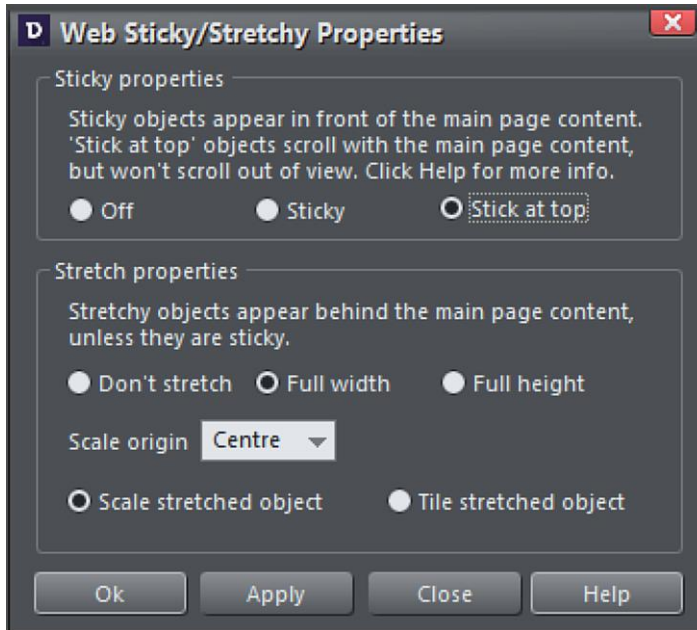 D Web Sticky/Stretchy Properties
Sticky properties
Sticky objects appear in front of the main page content.
'Stick at top' objects scroll with the main page content,
but won't scroll out of view. Click Help for more info.
Off Sticky Stick at top
Stretch properties
Stretchy objects appear behind the main page content,
unless they are sticky.
Don't stretch Full width Full height
Scale origin Centre
Scale stretched object Tile stretched object
Ok Apply Close Help